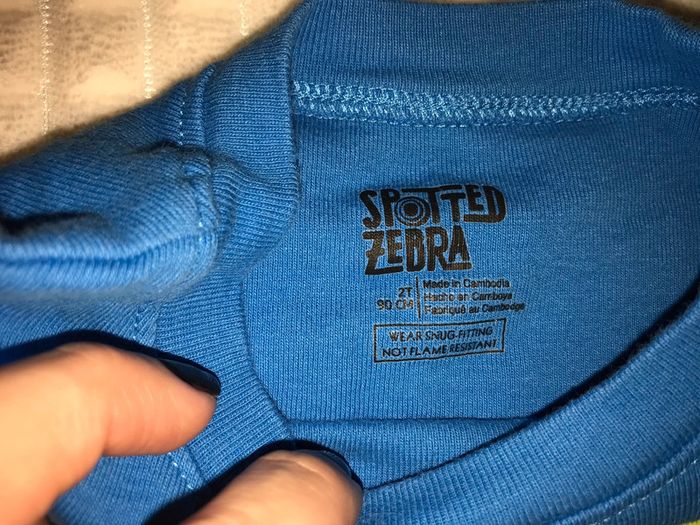 SPOTTED
ZEBRA
2T
90 CM
Made in Cambodia
Hecho en Camboya
Fabriqué au Cambodge
WEAR SNUG-FITTING
NOT FLAME RESISTANT